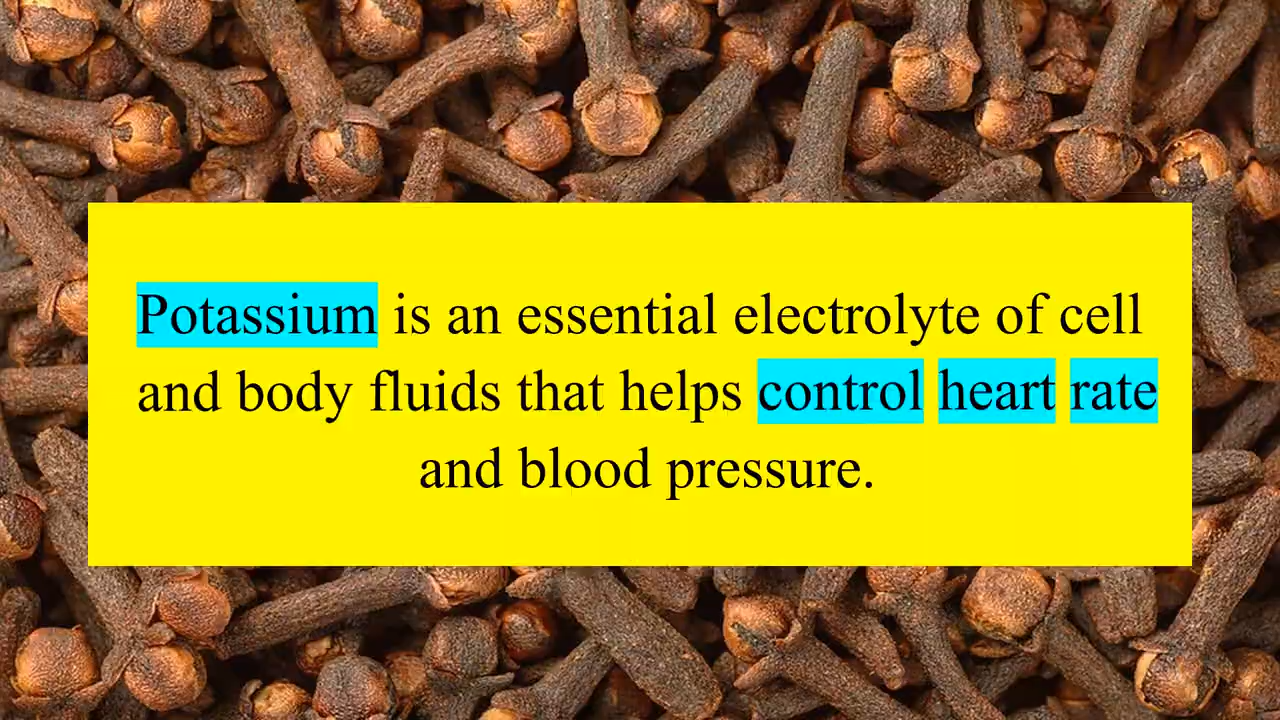 Potassium is an essential electrolyte of cell
and body fluids that helps control heart rate
and blood pressure.